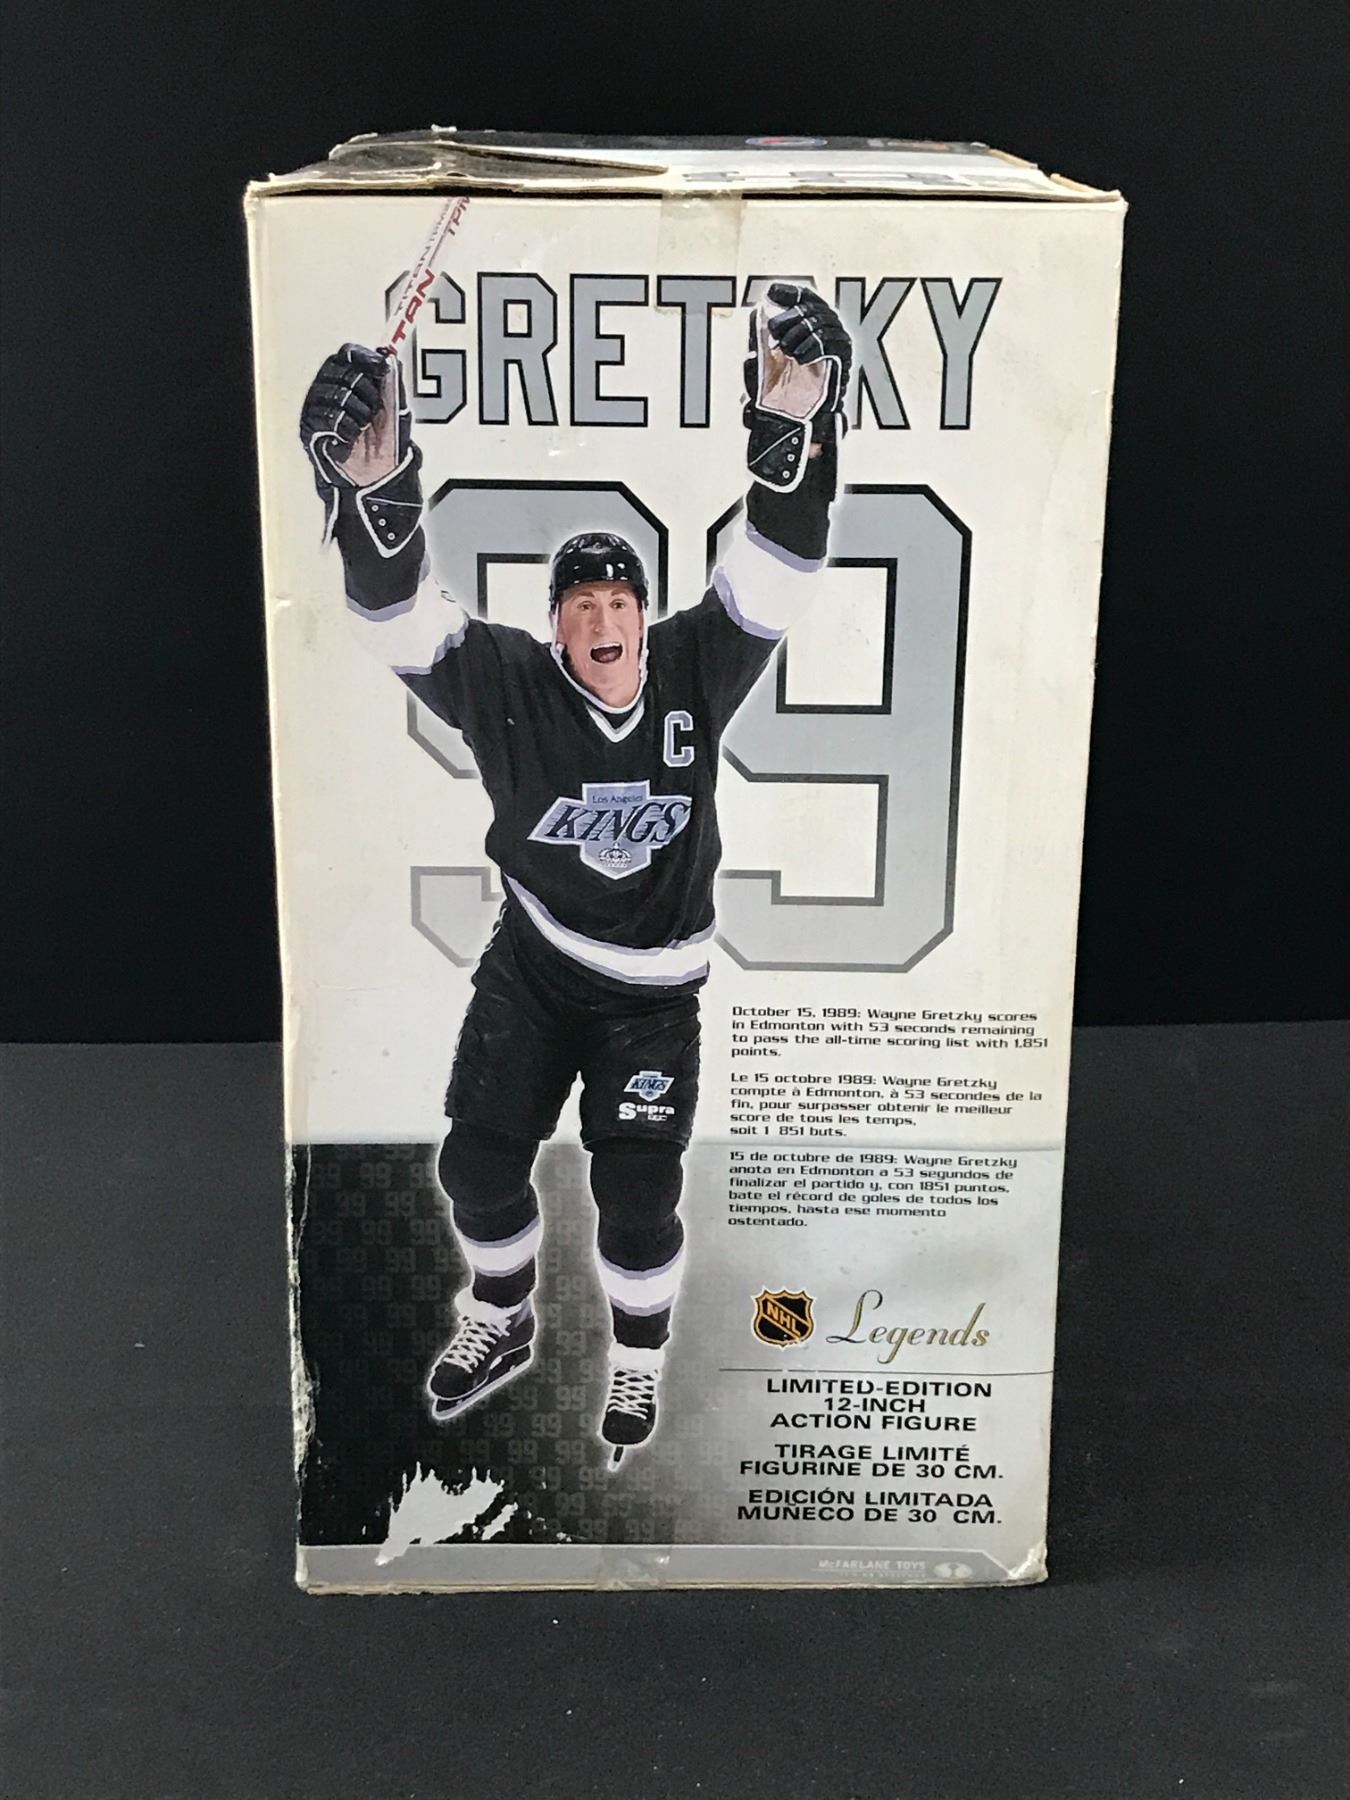 TITAN TPM
TITAN
GRETZKY
99
C
Los Angeles
KINGS
October 15, 1989: Wayne Gretzky scores
in Edmonton with 53 seconds remaining
to pass the all-time scoring list with 1,851
points.
Le 15 octobre 1989: Wayne Gretzky
compte à Edmonton, à 53 secondes de la
fin, pour surpasser obtenir le meilleur
score de tous les temps,
soit 1 851 buts.
15 de octubre de 1989: Wayne Gretzky
anota en Edmonton a 53 segundos de
finalizar el partido y, con 1851 puntos,
bate el récord de goles de todos los
tiempos, hasta ese momento
ostentado.
KINGS
Supra
NHL Legends
LIMITED-EDITION
12-INCH
ACTION FIGURE
TIRAGE LIMITÉ
FIGURINE DE 30 CM.
EDICIÓN LIMITADA
MUÑECO DE 30 CM.
McFARLANE TOYS